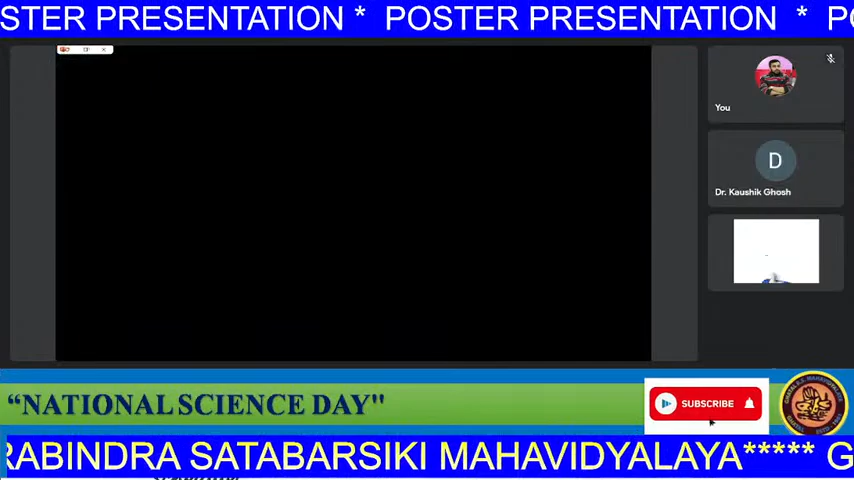 STER PRESENTATION * POSTER PRESENTATION * PO
You
D
Dr. Kaushik Ghosh
"NATIONAL SCIENCE DAY"
SUBSCRIBE
RABINDRA SATABARSIKI MAHAVIDYALAYA***** G